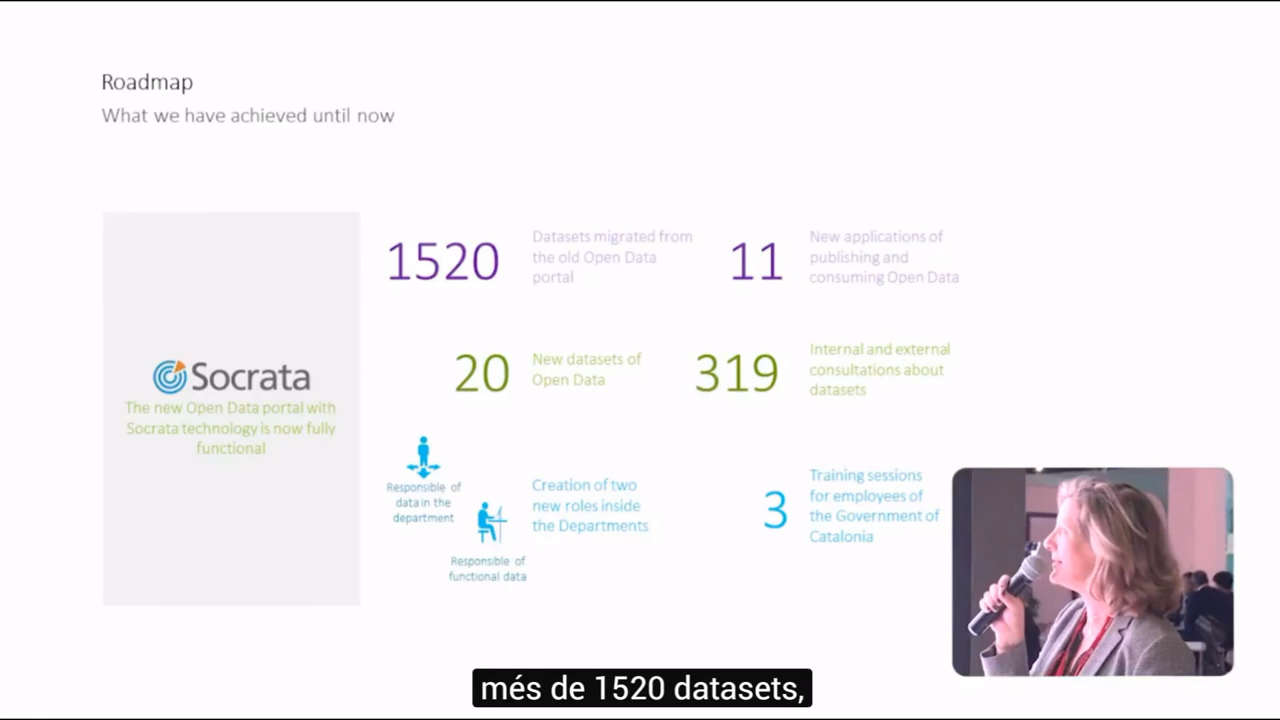 Roadmap
What we have achieved until now
Socrata
The new Open Data portal with
Socrata technology is now fully
functional
1520
Datasets migrated from
the old Open Data
portal
11
New applications of
publishing and
consuming Open Data
20
New datasets of
Open Data
319
Internal and external
consultations about
datasets
Responsible of
data in the
department
Responsible of
functional data
Creation of two
new roles inside
the Departments
3
Training sessions
for employees of
the Government of
Catalonia
més de 1520 datasets,